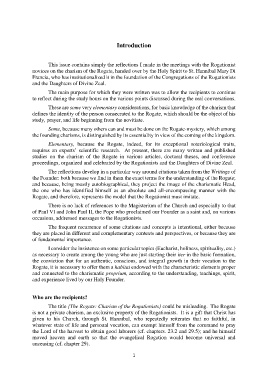 Introduction
This issue contains simply the reflections I made in the meetings with the Rogationist
novices on the charism of the Rogate, handed over by the Holy Spirit to St. Hannibal Mary Di
Francia, who has institutionalized it in the foundation of the Congregations of the Rogationists
and the Daughters of Divine Zeal.
The main purpose for which they were written was to allow the recipients to continue
to reflect during the study hours on the various points discussed during the oral conversations.
These are some very elementary considerations, for basic knowledge of the charism that
defines the identity of the person consecrated to the Rogate, which should be the object of his
study, prayer, and life beginning from the novitiate.
Some, because many others can and must be done on the Rogate mystery, which among
the founding charisms, is distinguished by its essentiality in view of the coming of the kingdom.
Elementary, because the Rogate, indeed, for its exceptional soteriological traits,
requires an experts' scientific research. At present, there are many written and published
studies on the charism of the Rogate in various articles, doctoral theses, and conference
proceedings, organized and celebrated by the Rogationists and the Daughters of Divine Zeal.
The reflections develop in a particular way around citations taken from the Writings of
the Founder: both because we find in them the exact terms for the understanding of the Rogate;
and because, being treaty autobiographical, they project the image of the charismatic Head,
the one who has identified himself as an absolute and all-encompassing manner with the
Rogate, and therefore, represents the model that the Rogationist must imitate.
There is no lack of references to the Magisterium of the Church and especially to that
of Paul VI and John Paul II, the Pope who proclaimed our Founder as a saint and, on various
occasions, addressed messages to the Rogationists.
The frequent recurrence of some citations and concepts is intentional, either because
they are placed in different and complementary contexts and perspectives, or because they are
of fundamental importance.
I consider the insistence on some particular topics (Eucharist, holiness, spirituality, etc.)
as necessary to create among the young who are just starting their iter in the basic formation,
the conviction that for an authentic, conscious, and integral growth in their vocation to the
Rogate, it is sufficient to offer them a habitus endowed with the characteristic elements proper
and connected to the charismatic proprium, according to the understanding, teachings, spirit,
and experience lived by our Holy Founder.
Who are the recipients?
The title (The Rogate: Charism of the Rogationists) could be misleading. The Rogate
is not a private charism, an exclusive property of the Rogationists. It is a gift that Christ has
given to his Church, through St. Hannibal, who repeatedly reiterates that no faithful, in
whatever state of life and personal vocation, can exempt himself from the command to pray
the Lord of the harvest to obtain good laborers (cf. chapters. 23.2 and 29.5); and he himself
moved heaven and earth so that the evangelical Rogation would become universal and
unceasing (cf. chapter 29).